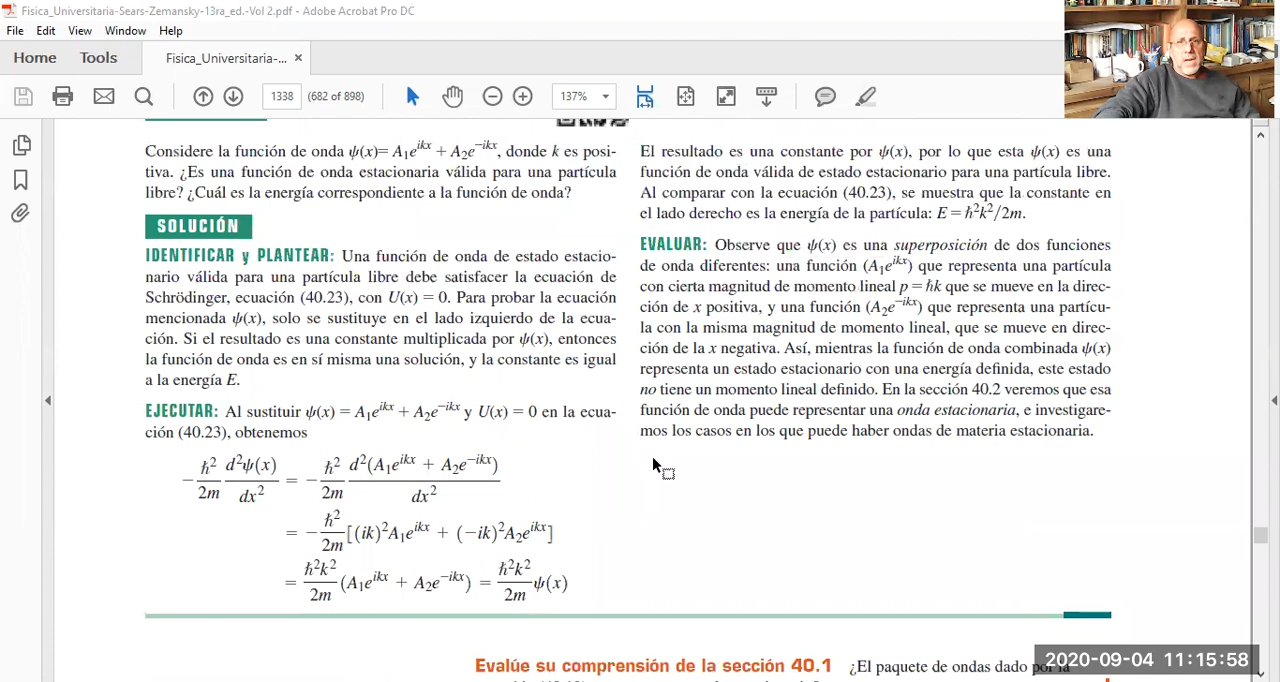 Fisica_Universitaria-Sears-Zemansky-13ra_ed.-Vol 2.pdf - Adobe Acrobat Pro DC
File Edit View Window Help
Home Tools Fisica_Universitaria-... ×
1338 (682 of 898) 137%
Considere la función de onda ψ(x)= A₁e^{ikx} + A₂e^{-ikx}, donde k es posi-
tiva. ¿Es una función de onda estacionaria válida para una partícula
libre? ¿Cuál es la energía correspondiente a la función de onda?
SOLUCIÓN
IDENTIFICAR y PLANTEAR: Una función de onda de estado estacio-
nario válida para una partícula libre debe satisfacer la ecuación de
Schrödinger, ecuación (40.23), con U(x) = 0. Para probar la ecuación
mencionada ψ(x), solo se sustituye en el lado izquierdo de la ecua-
ción. Si el resultado es una constante multiplicada por ψ(x), entonces
la función de onda es en sí misma una solución, y la constante es igual
a la energía E.
EJECUTAR: Al sustituir ψ(x) = A₁e^{ikx} + A₂e^{-ikx} y U(x) = 0 en la ecua-
ción (40.23), obtenemos
-ħ²/2m d²ψ(x)/dx² = -ħ²/2m d²(A₁e^{ikx} + A₂e^{-ikx})/dx²
= -ħ²/2m [(ik)²A₁e^{ikx} + (-ik)²A₂e^{ikx}]
= ħ²k²/2m (A₁e^{ikx} + A₂e^{-ikx}) = ħ²k²/2m ψ(x)
El resultado es una constante por ψ(x), por lo que esta ψ(x) es una
función de onda válida de estado estacionario para una partícula libre.
Al comparar con la ecuación (40.23), se muestra que la constante en
el lado derecho es la energía de la partícula: E = ħ²k²/2m.
EVALUAR: Observe que ψ(x) es una superposición de dos funciones
de onda diferentes: una función (A₁e^{ikx}) que representa una partícula
con cierta magnitud de momento lineal p = ħk que se mueve en la direc-
ción de x positiva, y una función (A₂e^{-ikx}) que representa una partícu-
la con la misma magnitud de momento lineal, que se mueve en direc-
ción de la x negativa. Así, mientras la función de onda combinada ψ(x)
representa un estado estacionario con una energía definida, este estado
no tiene un momento lineal definido. En la sección 40.2 veremos que esa
función de onda puede representar una onda estacionaria, e investigare-
mos los casos en los que puede haber ondas de materia estacionaria.
Evalúe su comprensión de la sección 40.1 ¿El paquete de ondas dado por la
2020-09-04 11:15:58